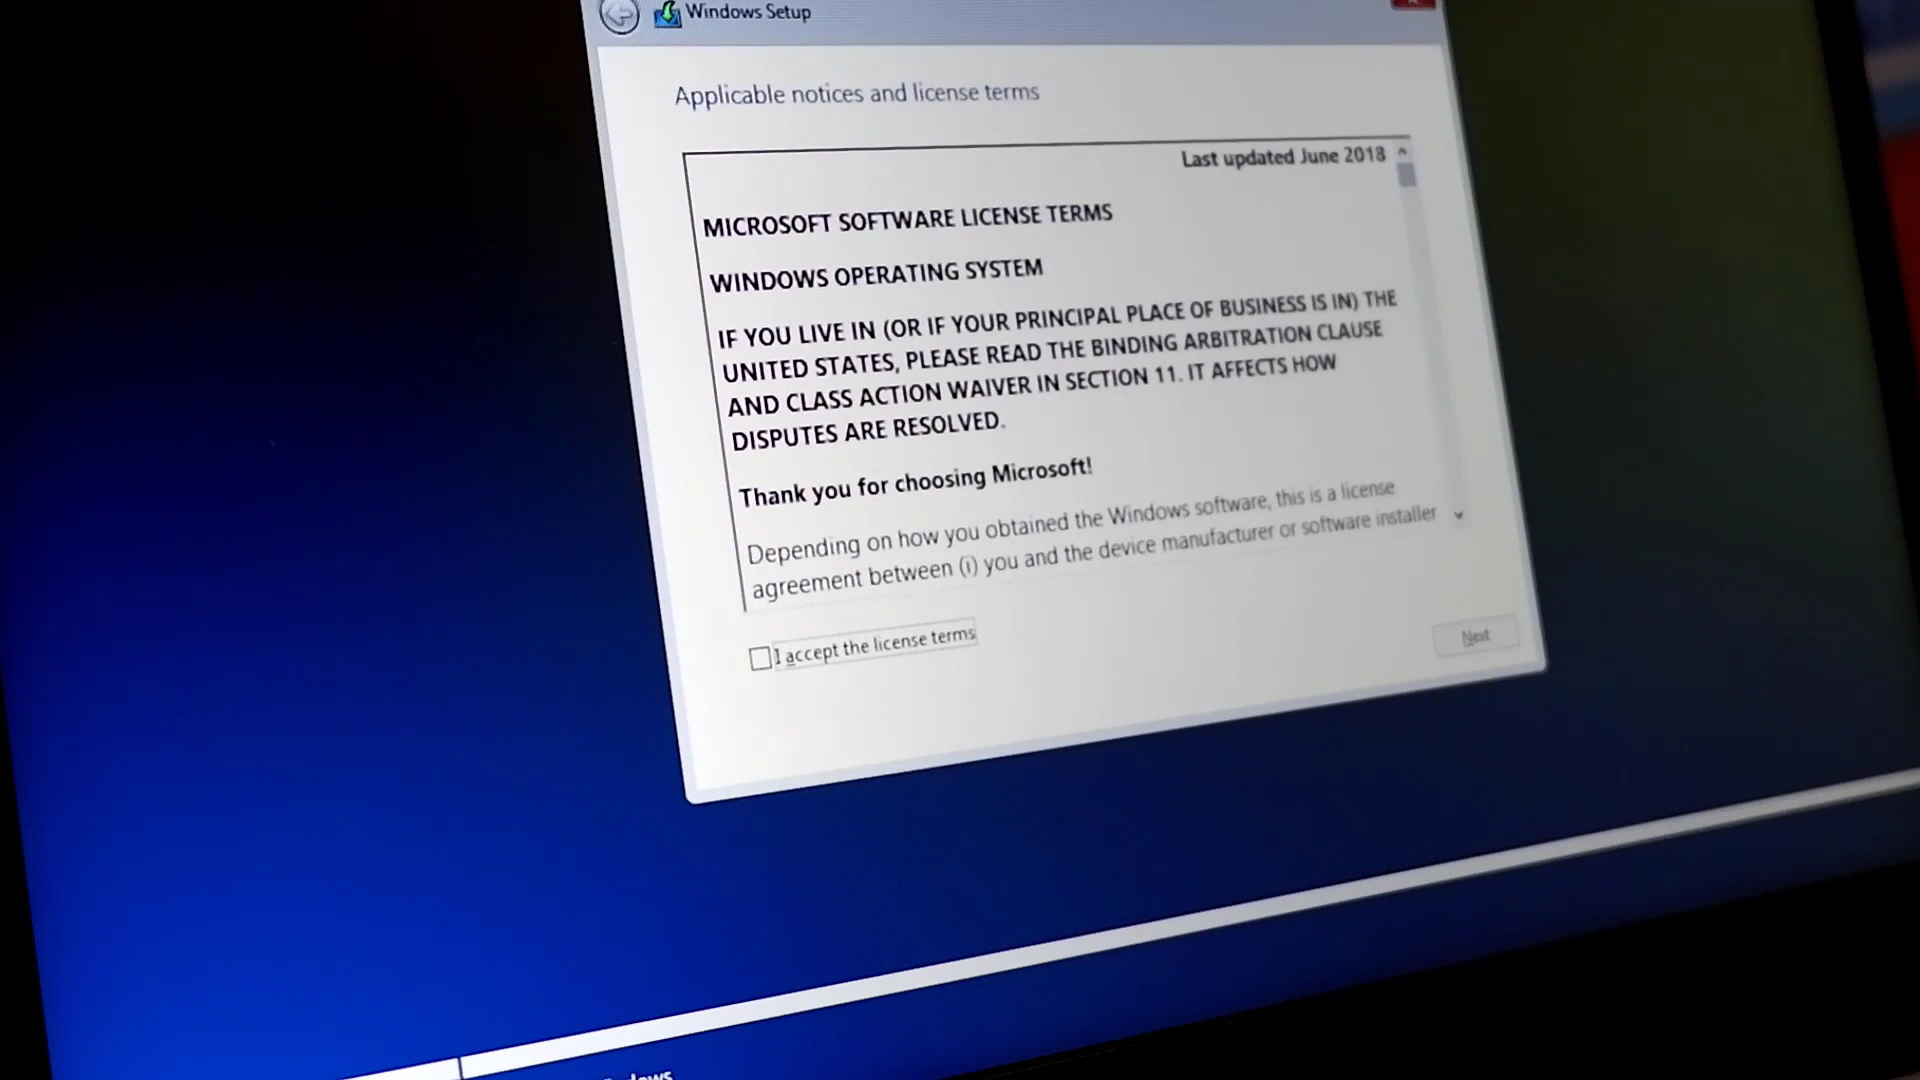 Windows Setup
Applicable notices and license terms
Last updated June 2018
MICROSOFT SOFTWARE LICENSE TERMS
WINDOWS OPERATING SYSTEM
IF YOU LIVE IN (OR IF YOUR PRINCIPAL PLACE OF BUSINESS IS IN) THE
UNITED STATES, PLEASE READ THE BINDING ARBITRATION CLAUSE
AND CLASS ACTION WAIVER IN SECTION 11. IT AFFECTS HOW
DISPUTES ARE RESOLVED.
Thank you for choosing Microsoft!
Depending on how you obtained the Windows software, this is a license
agreement between (i) you and the device manufacturer or software installer
I accept the license terms
Next